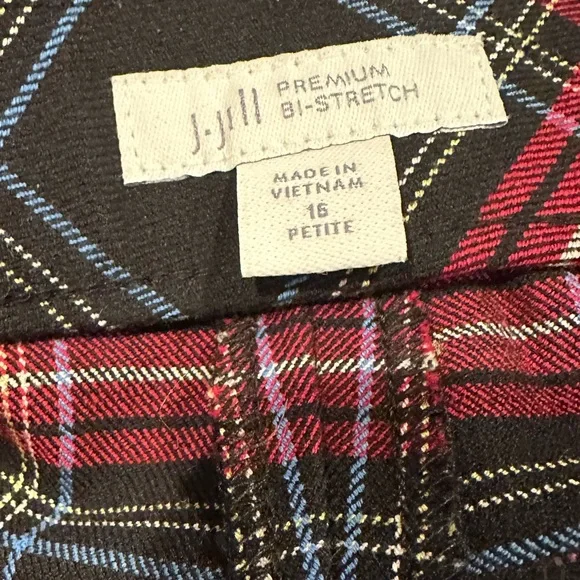 J.Jill PREMIUM
BI-STRETCH
MADE IN
VIETNAM
16
PETITE